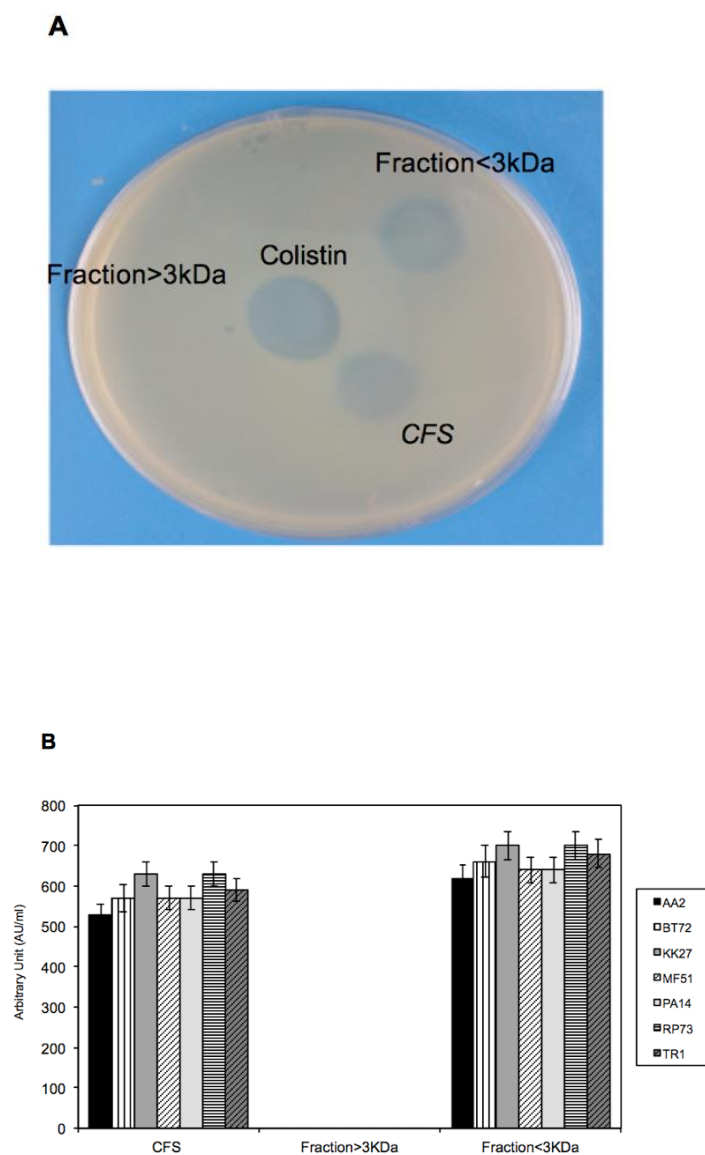 A
Fraction<3kDa
Colistin
Fraction>3kDa
CFS
B
800
700
600
500
400
300
200
100
0
Arbitrary Unit (AU/ml)
CFS
Fraction>3KDa
Fraction<3KDa
AA2
BT72
KK27
MF51
PA14
RP73
TR1